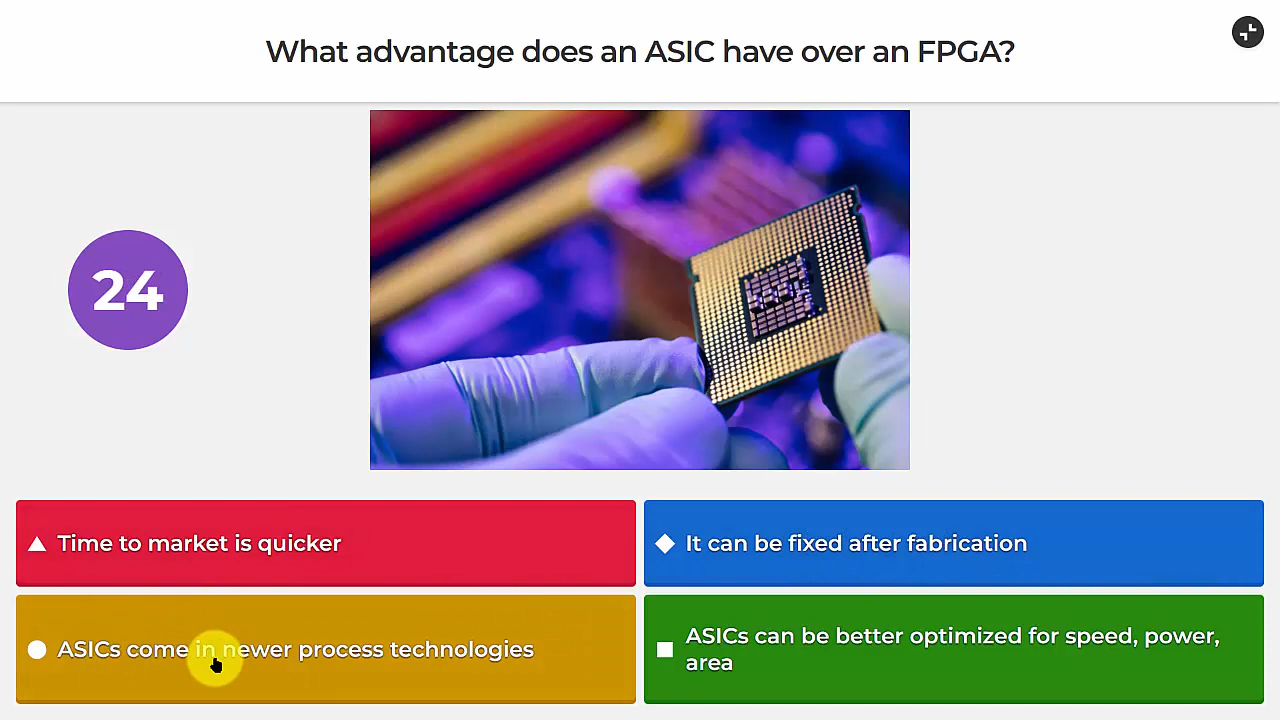 What advantage does an ASIC have over an FPGA?
24
Time to market is quicker
It can be fixed after fabrication
ASICs come in newer process technologies
ASICs can be better optimized for speed, power,
area